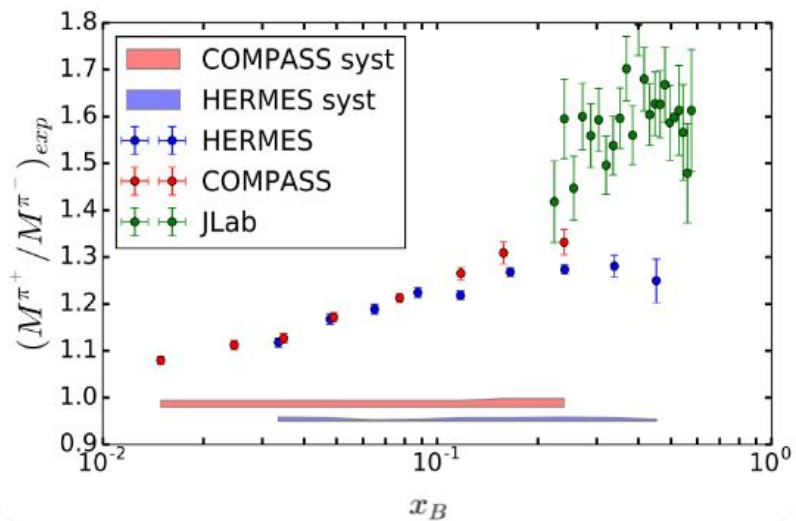 1.8
1.7
1.6
1.5
1.4
1.3
1.2
1.1
1.0
0.9
(M^{π^+}/M^{π^-})_{exp}
COMPASS syst
HERMES syst
HERMES
COMPASS
JLab
10^{-2}
10^{-1}
10^{0}
x_B